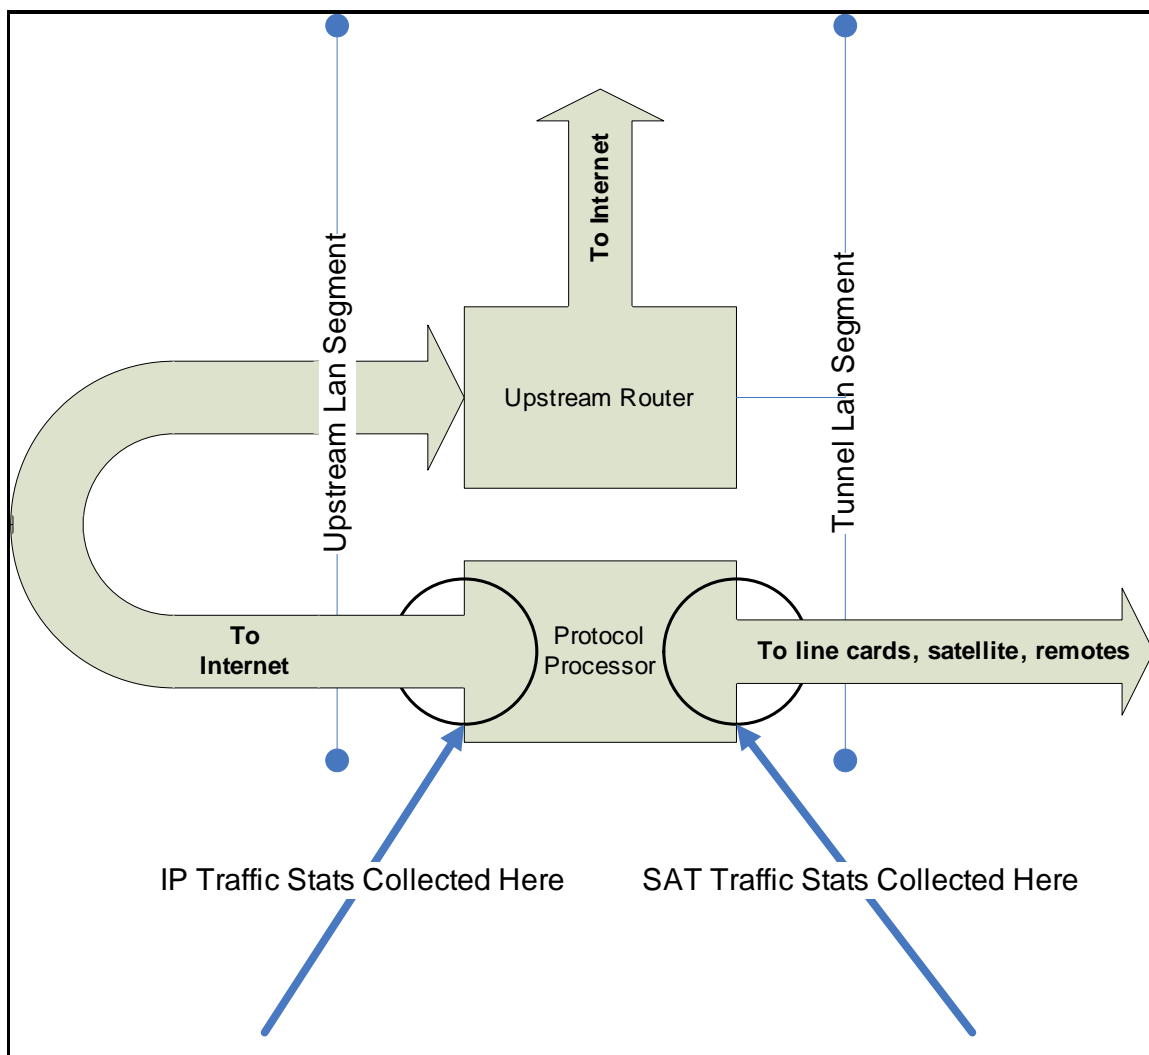 To Internet
Upstream Lan Segment
Upstream Router
Tunnel Lan Segment
To
Internet
Protocol
Processor
To line cards, satellite, remotes
IP Traffic Stats Collected Here
SAT Traffic Stats Collected Here